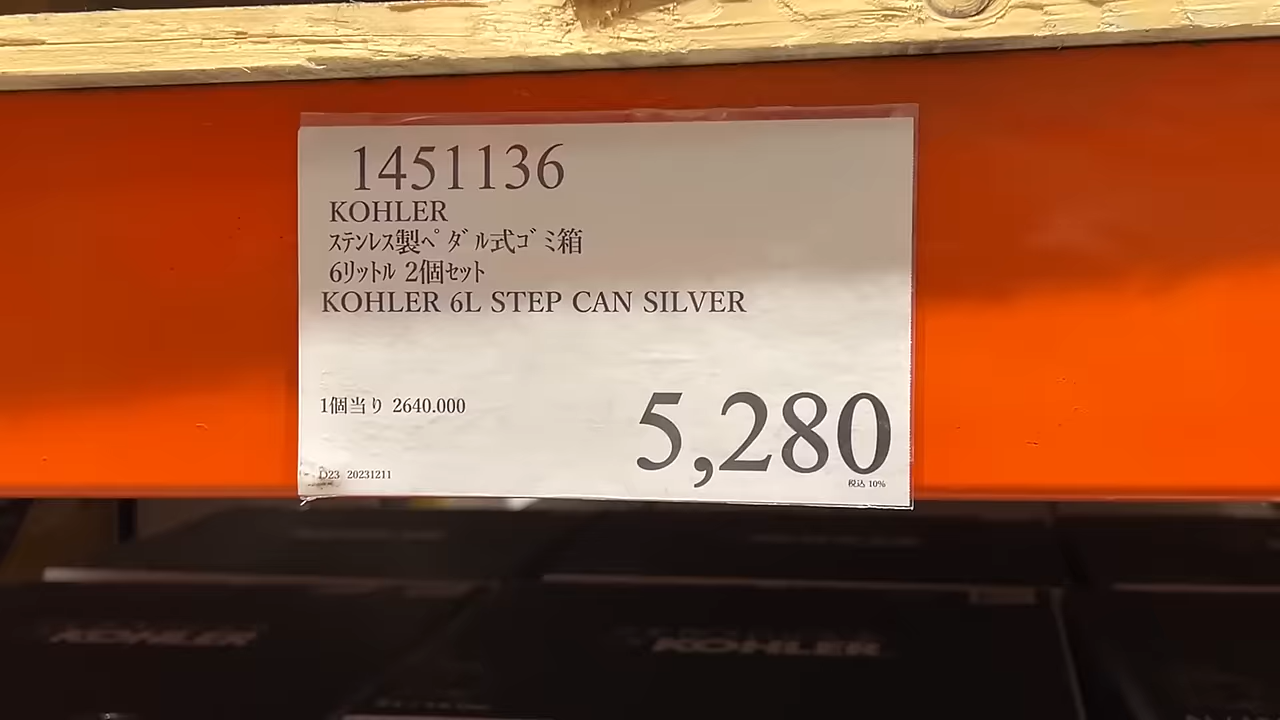 1451136
KOHLER
ｽﾃﾝﾚｽ製ﾍﾟﾀﾞﾙ式ｺﾞﾐ箱
6ﾘｯﾄﾙ 2個ｾｯﾄ
KOHLER 6L STEP CAN SILVER
1個当り 2640.000
5,280
D23 20231211
税込 10%
KOHLER
KOHLER